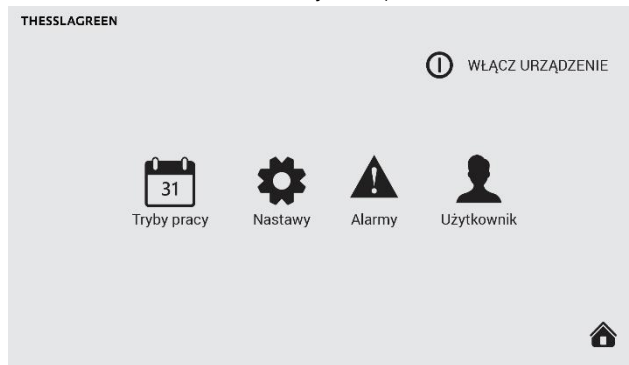 THESSLAGREEN
WŁĄCZ URZĄDZENIE
31
Tryby pracy Nastawy Alarmy Użytkownik